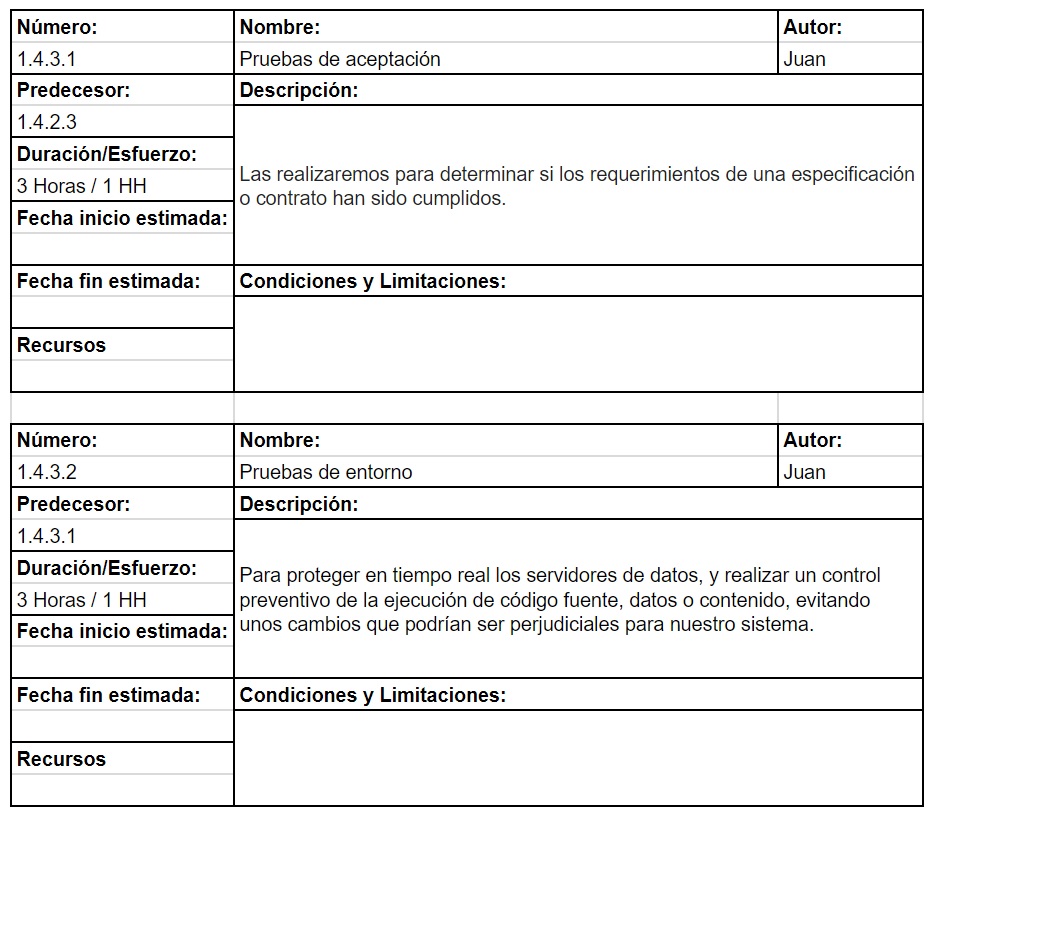 Número: Nombre: Autor:
1.4.3.1 Pruebas de aceptación Juan
Predecesor: Descripción:
1.4.2.3
Duración/Esfuerzo:
3 Horas / 1 HH
Las realizaremos para determinar si los requerimientos de una especificación
o contrato han sido cumplidos.
Fecha inicio estimada:
Fecha fin estimada: Condiciones y Limitaciones:
Recursos
Número: Nombre: Autor:
1.4.3.2 Pruebas de entorno Juan
Predecesor: Descripción:
1.4.3.1
Duración/Esfuerzo:
3 Horas / 1 HH
Para proteger en tiempo real los servidores de datos, y realizar un control
preventivo de la ejecución de código fuente, datos o contenido, evitando
unos cambios que podrían ser perjudiciales para nuestro sistema.
Fecha inicio estimada:
Fecha fin estimada: Condiciones y Limitaciones:
Recursos